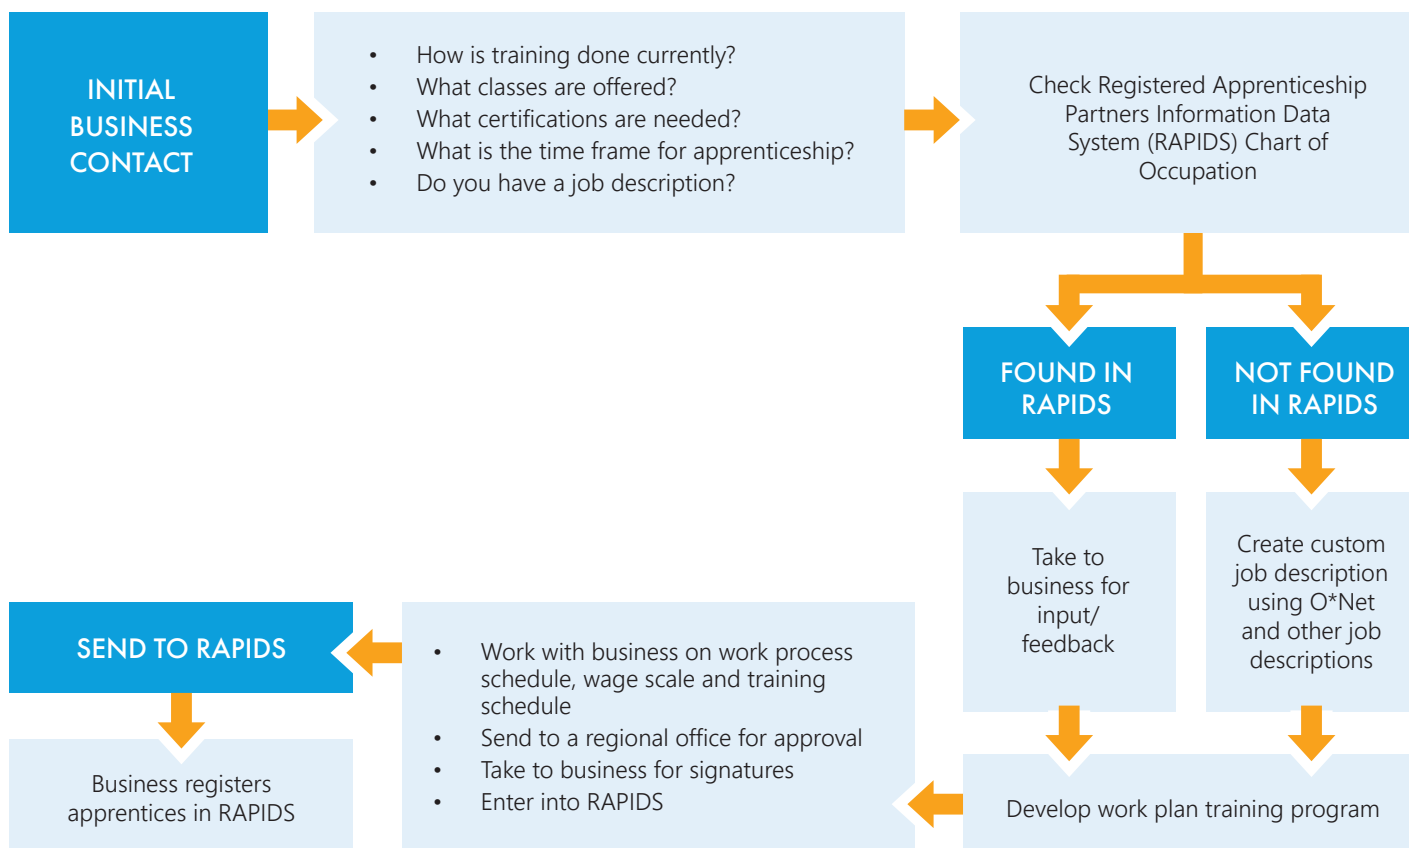 INITIAL
BUSINESS
CONTACT
• How is training done currently?
• What classes are offered?
• What certifications are needed?
• What is the time frame for apprenticeship?
• Do you have a job description?
Check Registered Apprenticeship
Partners Information Data
System (RAPIDS) Chart of
Occupation
FOUND IN
RAPIDS
NOT FOUND
IN RAPIDS
Take to
business for
input/
feedback
Create custom
job description
using O*Net
and other job
descriptions
Develop work plan training program
• Work with business on work process
schedule, wage scale and training
schedule
• Send to a regional office for approval
• Take to business for signatures
• Enter into RAPIDS
SEND TO RAPIDS
Business registers
apprentices in RAPIDS